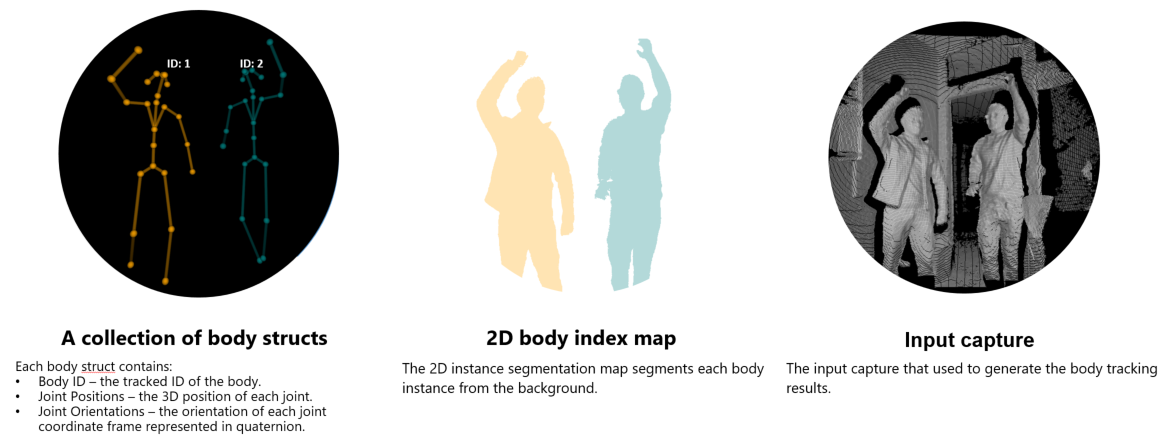 ID: 1
ID: 2
A collection of body structs
Each body struct contains:
• Body ID – the tracked ID of the body.
• Joint Positions – the 3D position of each joint.
• Joint Orientations – the orientation of each joint
coordinate frame represented in quaternion.
2D body index map
The 2D instance segmentation map segments each body
instance from the background.
Input capture
The input capture that used to generate the body tracking
results.